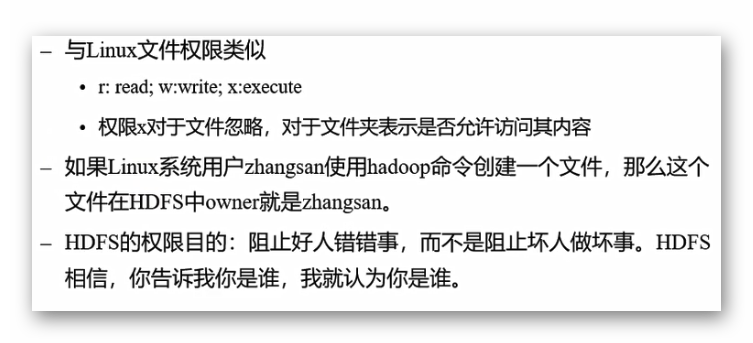 – 与Linux文件权限类似
• r: read; w:write; x:execute
• 权限x对于文件忽略，对于文件夹表示是否允许访问其内容
– 如果Linux系统用户zhangsan使用hadoop命令创建一个文件，那么这个
文件在HDFS中owner就是zhangsan。
– HDFS的权限目的：阻止好人错错事，而不是阻止坏人做坏事。HDFS
相信，你告诉我你是谁，我就认为你是谁。